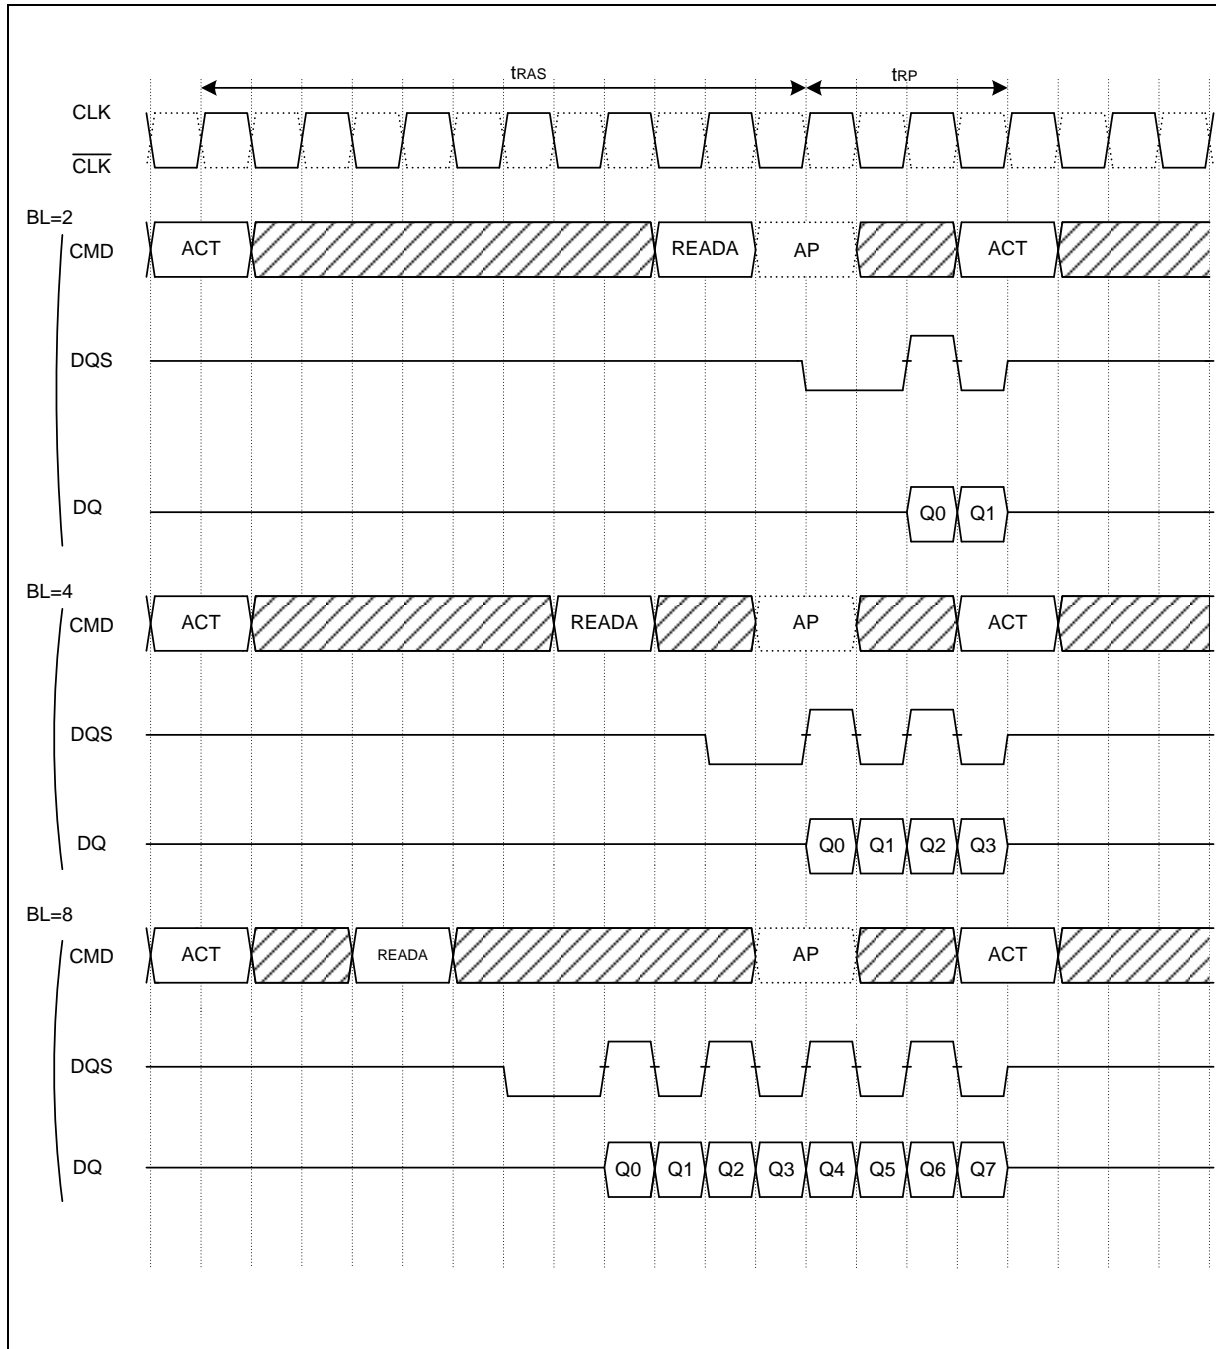 tRAS tRP
CLK
CLK
BL=2
CMD ACT READA AP ACT
DQS
DQ Q0 Q1
BL=4
CMD ACT READA AP ACT
DQS
DQ Q0 Q1 Q2 Q3
BL=8
CMD ACT READA AP ACT
DQS
DQ Q0 Q1 Q2 Q3 Q4 Q5 Q6 Q7